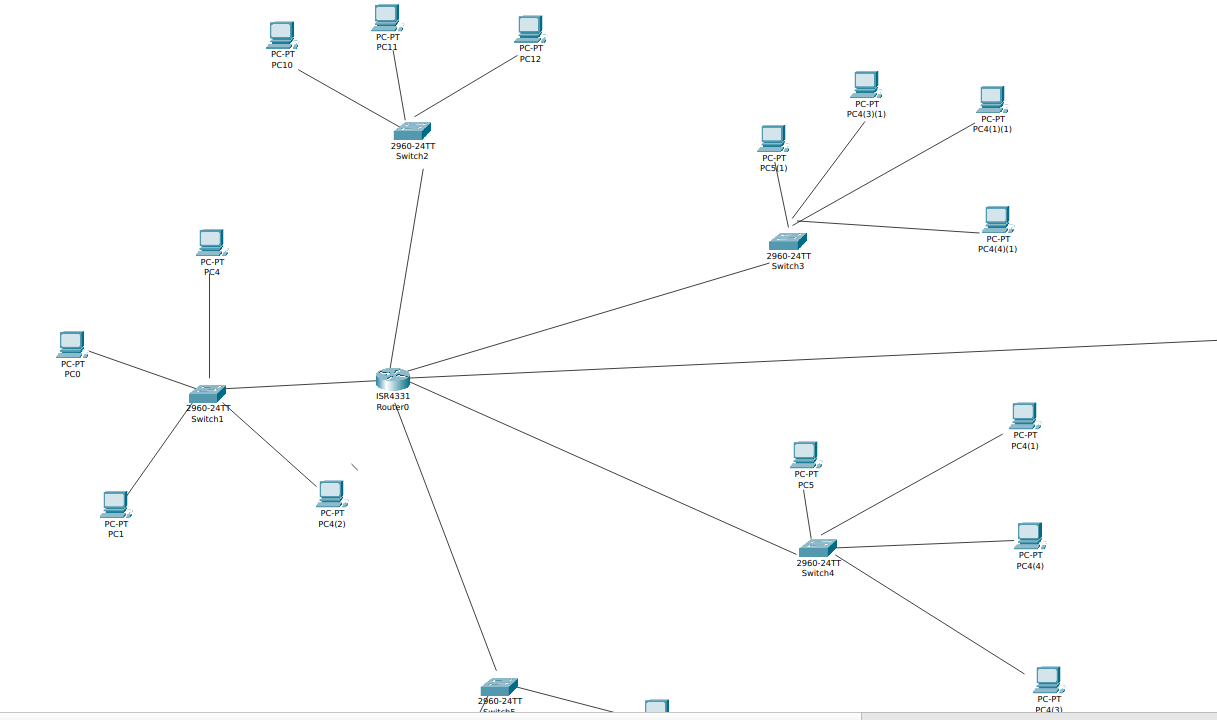 PC-PT
PC10
PC-PT
PC11
PC-PT
PC12
2960-24TT
Switch2
PC-PT
PC4(3)(1)
PC-PT
PC4(1)(1)
PC-PT
PC5(1)
PC-PT
PC4(4)(1)
2960-24TT
Switch3
PC-PT
PC4
PC-PT
PC0
2960-24TT
Switch1
ISR4331
Router0
PC-PT
PC1
PC-PT
PC4(2)
PC-PT
PC4(1)
PC-PT
PC5
2960-24TT
Switch4
PC-PT
PC4(4)
PC-PT
PC4(3)
2960-24TT
Switch5